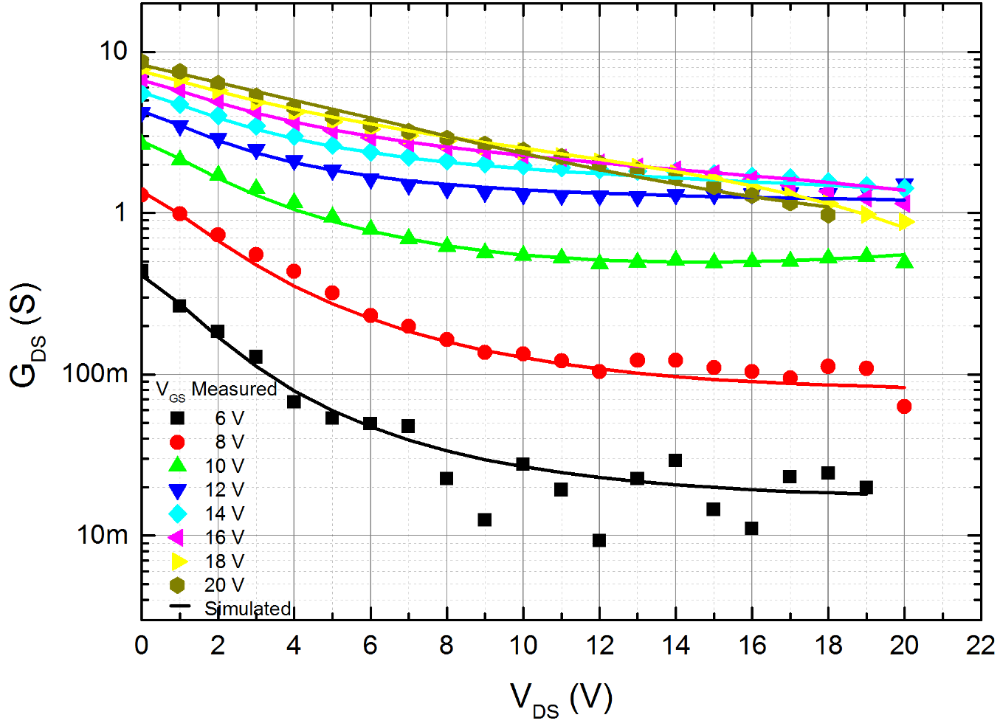 10
1
100m
10m
G_DS (S)
V_GS Measured
6 V
8 V
10 V
12 V
14 V
16 V
18 V
20 V
Simulated
0 2 4 6 8 10 12 14 16 18 20 22
V_DS (V)